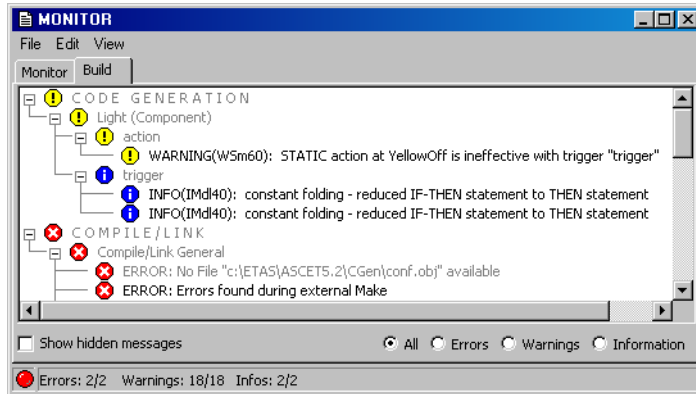 MONITOR
File Edit View
Monitor Build
CODE GENERATION
Light (Component)
action
WARNING(WSm60): STATIC action at YellowOff is ineffective with trigger "trigger"
trigger
INFO(IMdl40): constant folding - reduced IF-THEN statement to THEN statement
INFO(IMdl40): constant folding - reduced IF-THEN statement to THEN statement
COMPILE/LINK
Compile/Link General
ERROR: No File "c:\ETAS\ASCET5.2\CGen\conf.obj" available
ERROR: Errors found during external Make
Show hidden messages All Errors Warnings Information
Errors: 2/2 Warnings: 18/18 Infos: 2/2